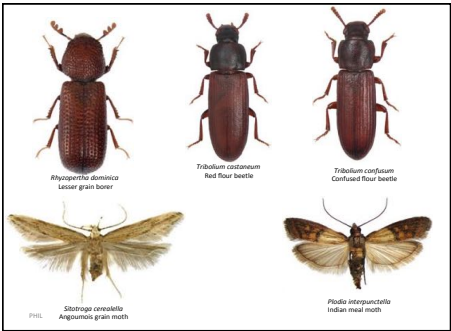 Rhyzopertha dominica
Lesser grain borer
Tribolium castaneum
Red flour beetle
Tribolium confusum
Confused flour beetle
Sitotroga cerealella
Angoumois grain moth
Plodia interpunctella
Indian meal moth
PHIL